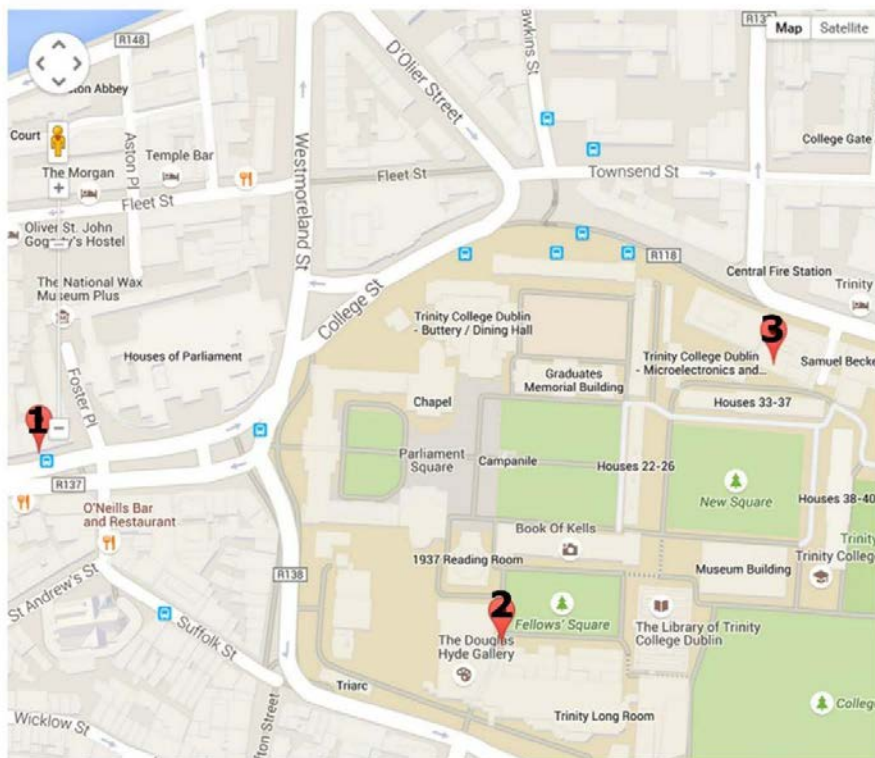 R148
R138
Map
Satellite
ston Abbey
awkins St
D'Olier Street
Court
Aston Pl
Westmoreland St
College Gate
Temple Bar
The Morgan
Fleet St
Townsend St
Fleet St
Oliver St. John
Gogarty's Hostel
R118
Central Fire Station
The National Wax
Museum Plus
Trinity
College St
Trinity College Dublin
- Buttery / Dining Hall
3
Houses of Parliament
Trinity College Dublin
- Microelectronics and...
Samuel Becke
Foster Pl
Graduates
Memorial Building
Chapel
Houses 33-37
1
Parliament
Square
Campanile
Houses 22-26
R137
New Square
Houses 38-40
O'Neills Bar
and Restaurant
Book Of Kells
Trinity
1937 Reading Room
Museum Building
Trinity College
R138
St Andrew's St
2
Suffolk St
Fellows' Square
The Library of Trinity
College Dublin
The Douglas
Hyde Gallery
Triarc
Trinity Long Room
College
Wicklow St
ton Street